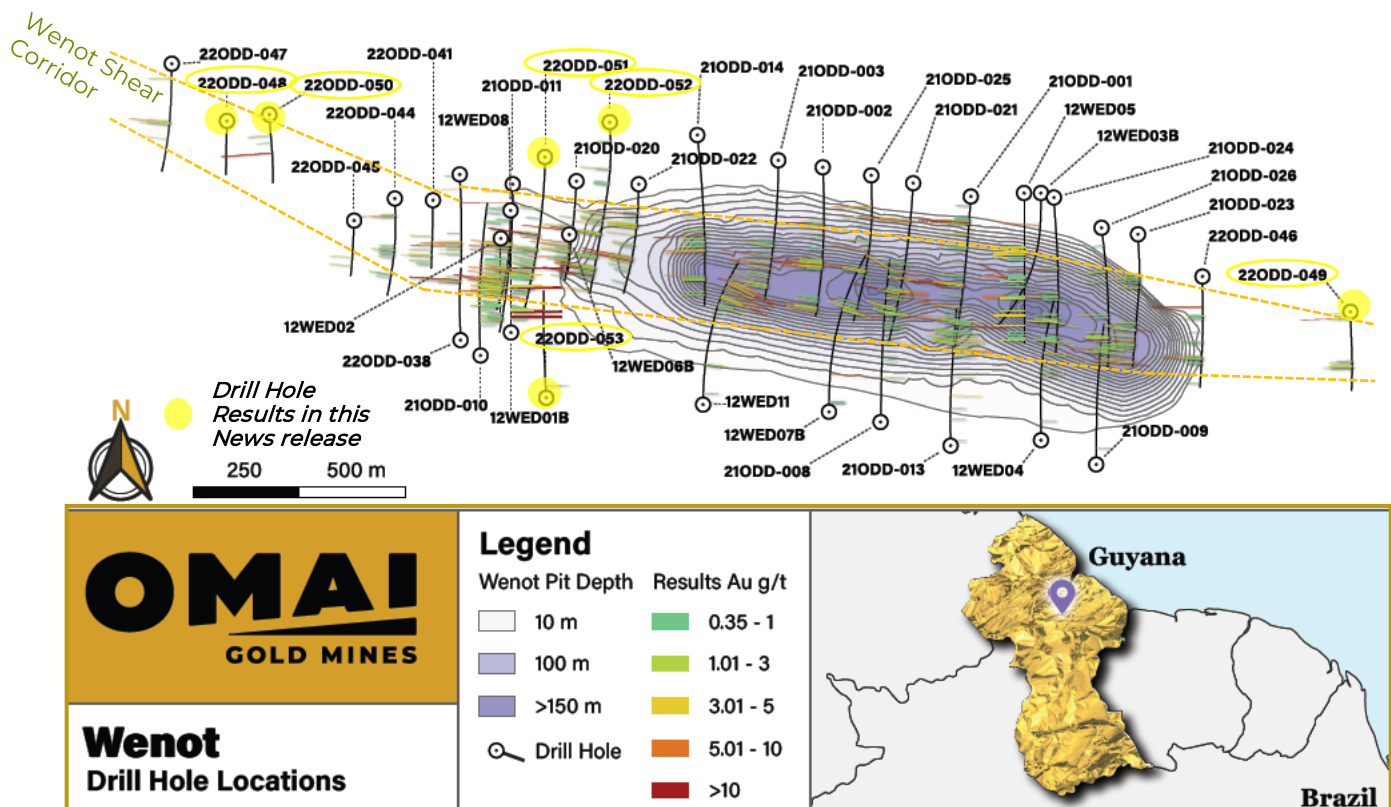 Wenot Shear
Corridor
22ODD-047
22ODD-048
22ODD-050
22ODD-041
22ODD-044
22ODD-045
22ODD-051
21ODD-011
22ODD-052
12WED08
21ODD-020
21ODD-022
21ODD-014
21ODD-003
21ODD-002
21ODD-025
21ODD-021
21ODD-001
12WED05
12WED03B
21ODD-024
21ODD-026
21ODD-023
22ODD-046
22ODD-049
12WED02
22ODD-038
21ODD-010
12WED01B
22ODD-053
12WED06B
12WED11
12WED07B
21ODD-008
21ODD-013
12WED04
21ODD-009
N
Drill Hole
Results in this
News release
250 500 m
OMAI
GOLD MINES
Wenot
Drill Hole Locations
Legend
Wenot Pit Depth
10 m
100 m
>150 m
Drill Hole
Results Au g/t
0.35 - 1
1.01 - 3
3.01 - 5
5.01 - 10
>10
Guyana
Brazil